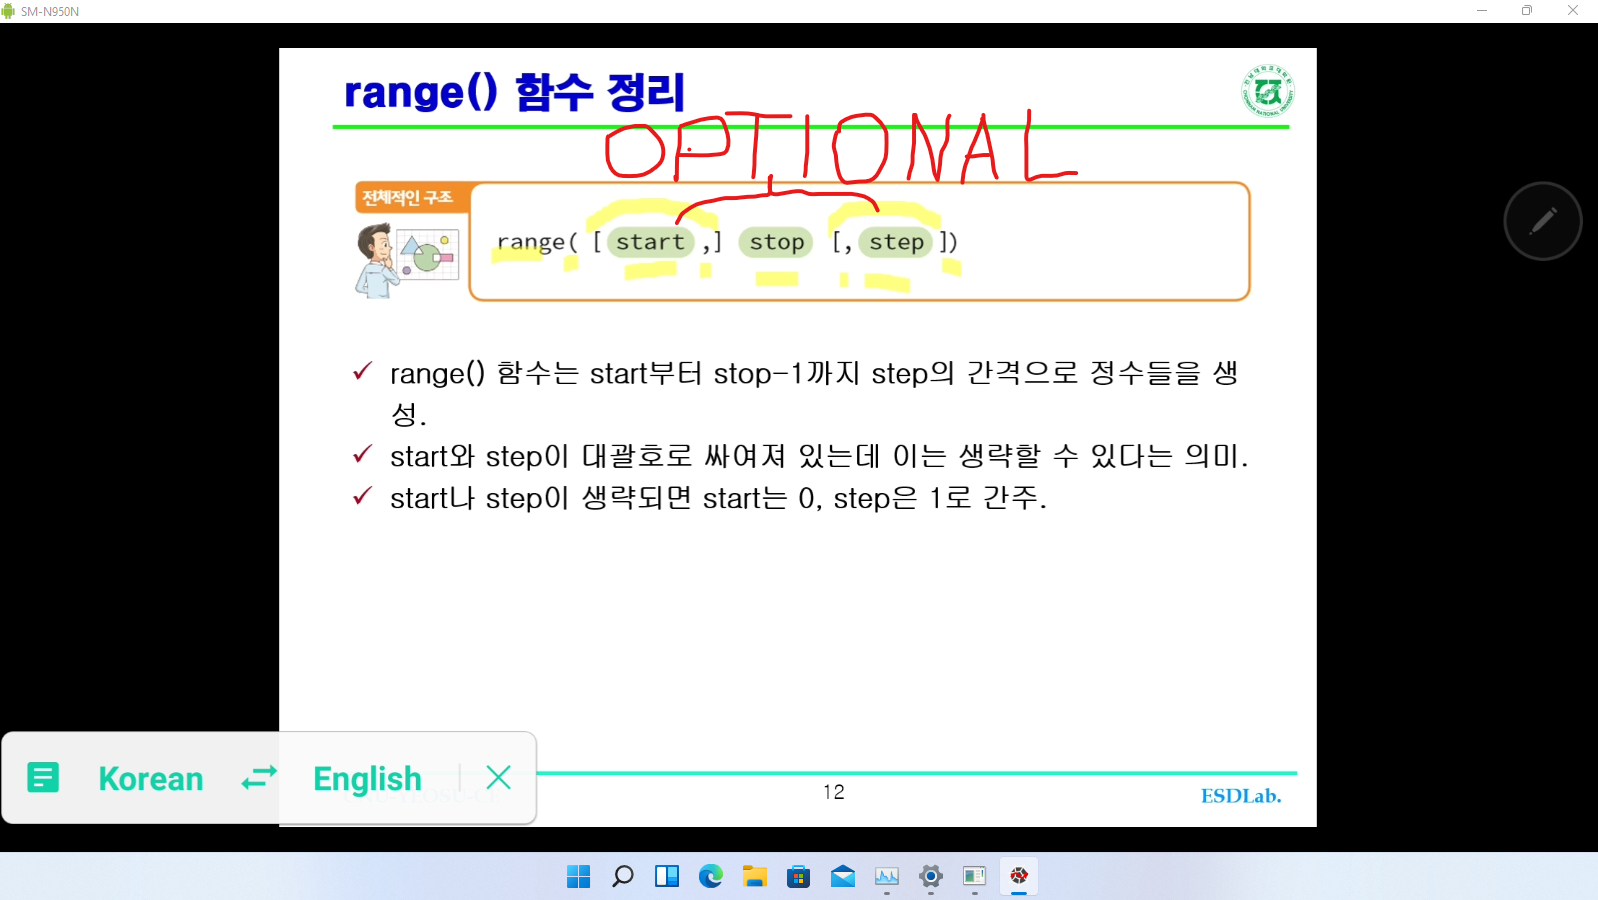 SM-N950N
range() 함수 정리
OPTIONAL
전체적인 구조
range( [ start ,] stop [, step ])
✓ range() 함수는 start부터 stop-1까지 step의 간격으로 정수들을 생
성.
✓ start와 step이 대괄호로 싸여져 있는데 이는 생략할 수 있다는 의미.
✓ start나 step이 생략되면 start는 0, step은 1로 간주.
Korean English
12
ESDLab.